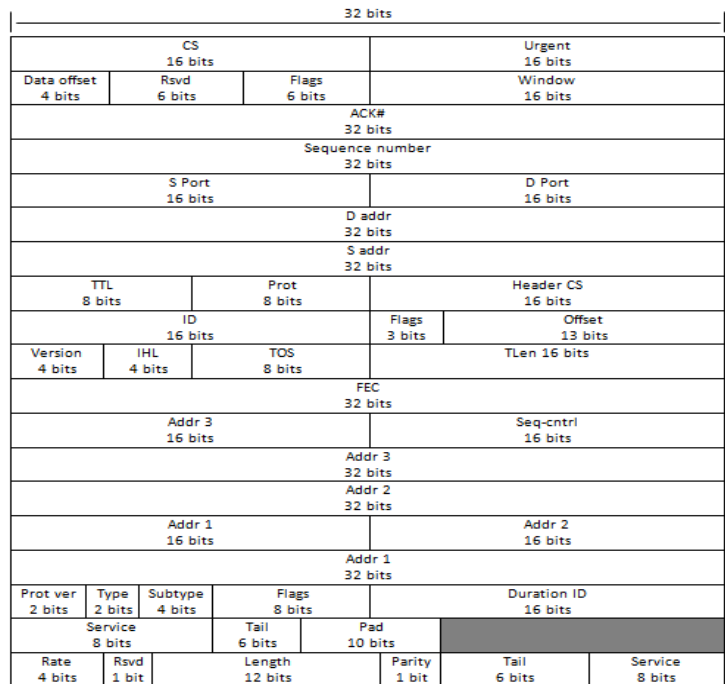 32 bits
CS Urgent
16 bits 16 bits
Data offset Rsvd Flags Window
4 bits 6 bits 6 bits 16 bits
ACK#
32 bits
Sequence number
32 bits
S Port D Port
16 bits 16 bits
D addr
32 bits
S addr
32 bits
TTL Prot Header CS
8 bits 8 bits 16 bits
ID Flags Offset
16 bits 3 bits 13 bits
Version IHL TOS TLen 16 bits
4 bits 4 bits 8 bits
FEC
32 bits
Addr 3 Seq-cntrl
16 bits 16 bits
Addr 3
32 bits
Addr 2
32 bits
Addr 1 Addr 2
16 bits 16 bits
Addr 1
32 bits
Prot ver Type Subtype Flags Duration ID
2 bits 2 bits 4 bits 8 bits 16 bits
Service Tail Pad
8 bits 6 bits 10 bits
Rate Rsvd Length Parity Tail Service
4 bits 1 bit 12 bits 1 bit 6 bits 8 bits